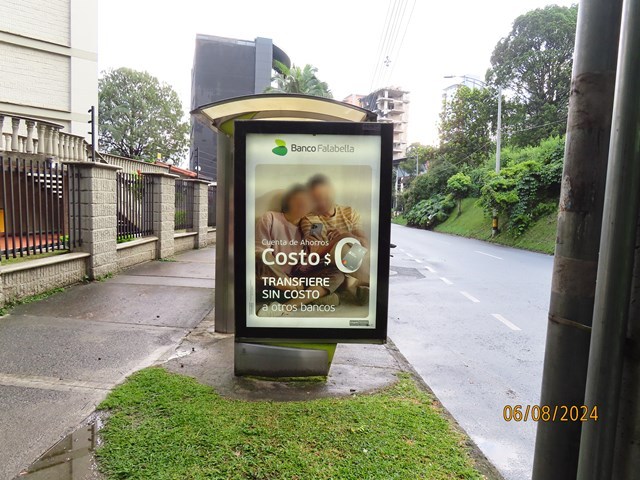 Banco Falabella
Cuenta de Ahorros
Costo $0
TRANSFIERE
SIN COSTO
a otros bancos
06/08/2024